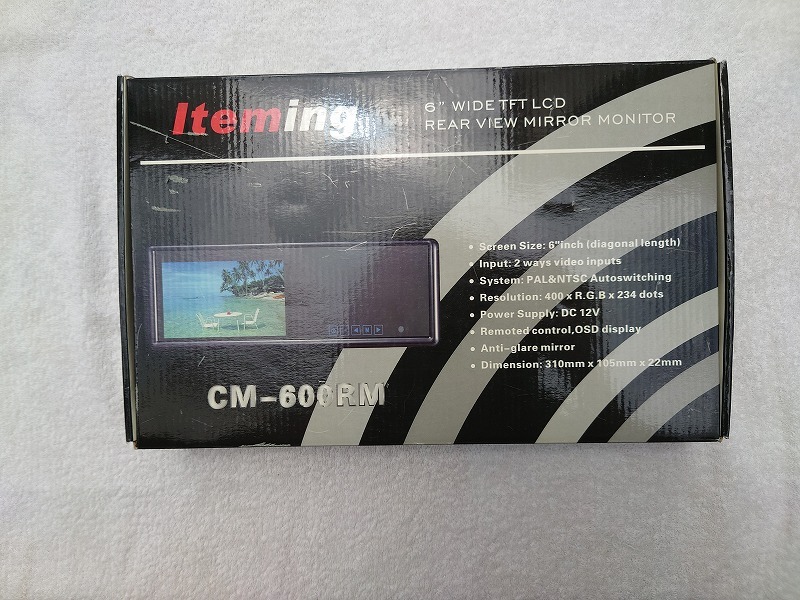 Iteming
6" WIDE TFT LCD
REAR VIEW MIRROR MONITOR
• Screen Size: 6"inch (diagonal length)
• Input: 2 ways video inputs
• System: PAL&NTSC Autoswitching
• Resolution: 400 x R.G.B x 234 dots
• Power Supply: DC 12V
• Remoted control,OSD display
• Anti-glare mirror
• Dimension: 310mm x 105mm x 22mm
CM-600RM